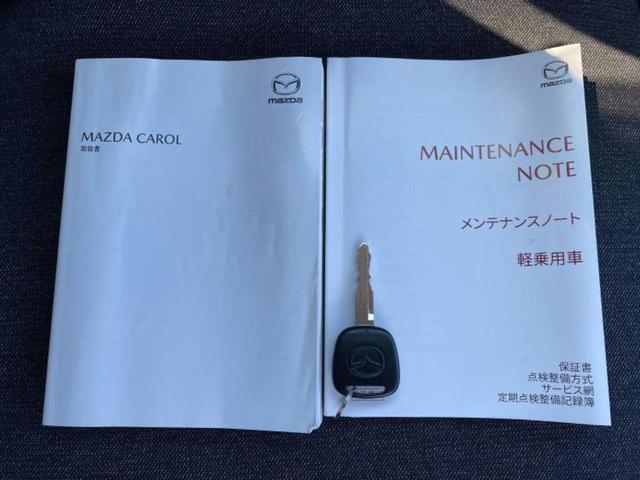 mazda
MAZDA CAROL
取扱書
mazda
MAINTENANCE
NOTE
メンテナンスノート
軽乗用車
保証書
点検整備方式
サービス網
定期点検整備記録簿